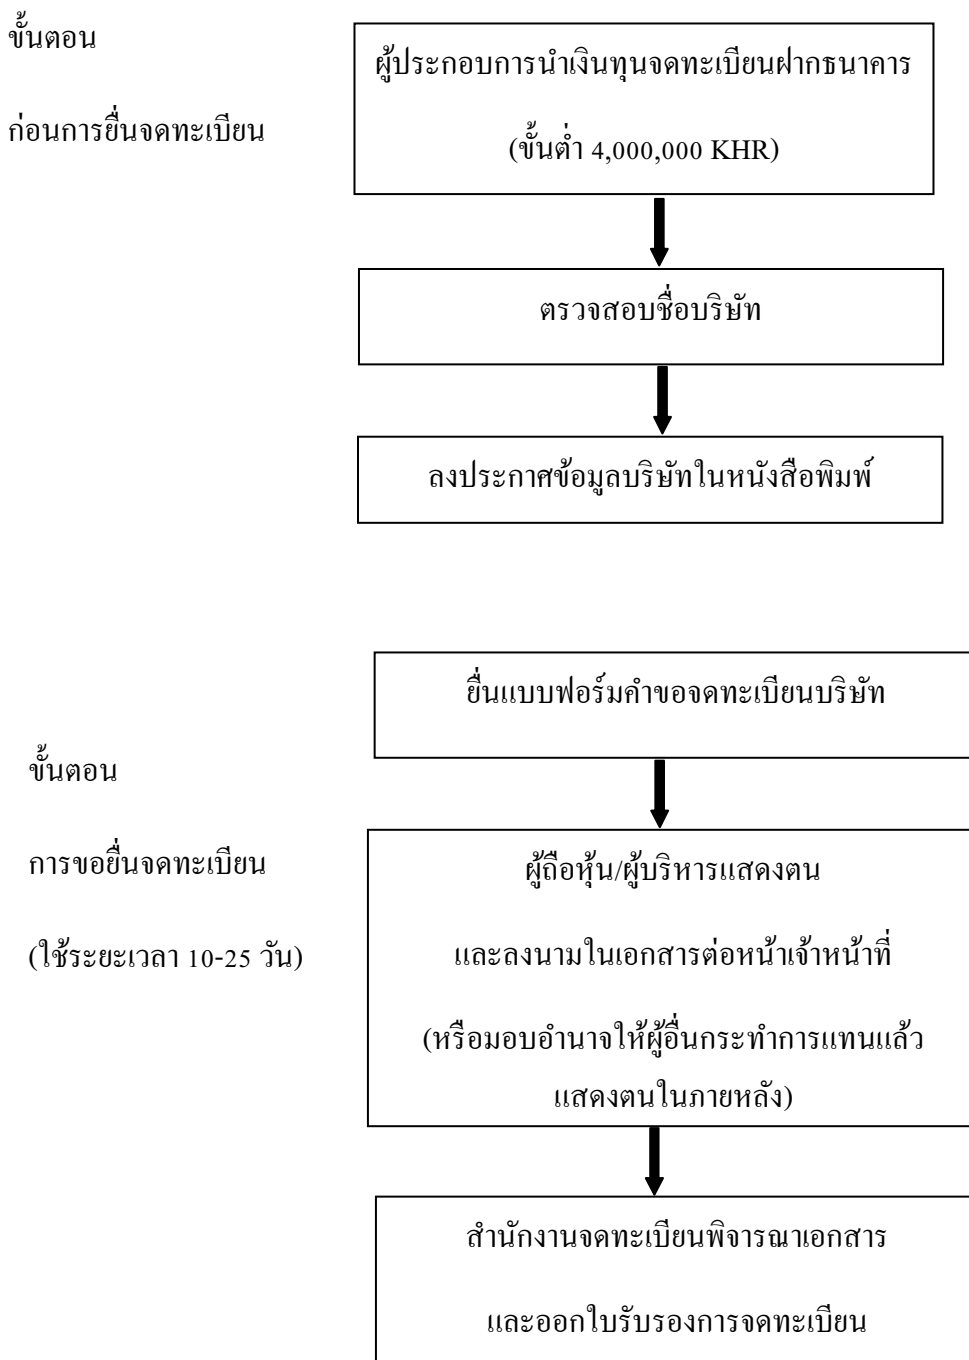 ขั้นตอน
ก่อนการยื่นจดทะเบียน
ผู้ประกอบการนำเงินทุนจดทะเบียนฝากธนาคาร
(ขั้นต่ำ 4,000,000 KHR)
ตรวจสอบชื่อบริษัท
ลงประกาศข้อมูลบริษัทในหนังสือพิมพ์
ขั้นตอน
การขอยื่นจดทะเบียน
(ใช้ระยะเวลา 10-25 วัน)
ยื่นแบบฟอร์มคำขอจดทะเบียนบริษัท
ผู้ถือหุ้น/ผู้บริหารแสดงตน
และลงนามในเอกสารต่อหน้าเจ้าหน้าที่
(หรือมอบอำนาจให้ผู้อื่นกระทำการแทนแล้ว
แสดงตนในภายหลัง)
สำนักงานจดทะเบียนพิจารณาเอกสาร
และออกใบรับรองการจดทะเบียน